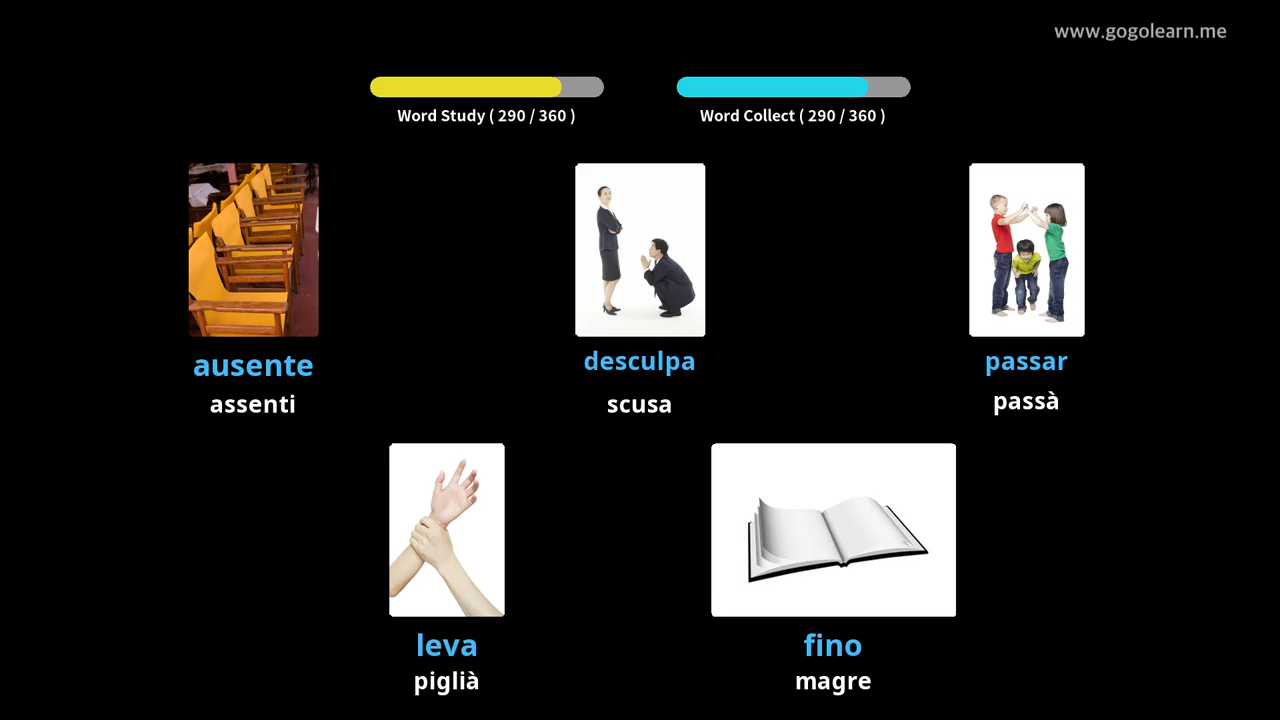 www.gogolearn.me
Word Study ( 290 / 360 )
Word Collect ( 290 / 360 )
ausente
assenti
desculpa
scusa
passar
passà
leva
piglià
fino
magre